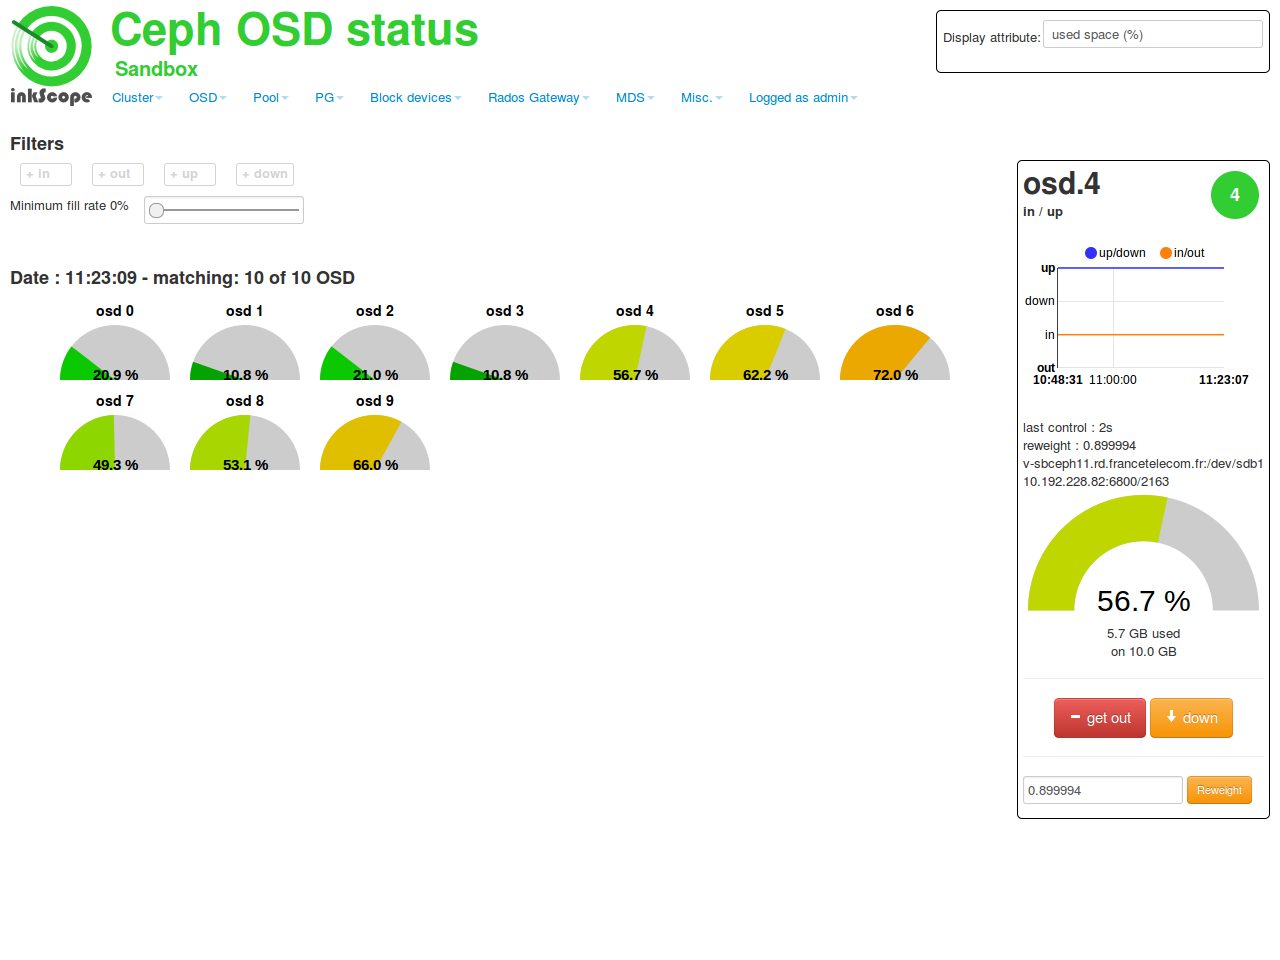 Ceph OSD status
Sandbox
inkScope
Display attribute: used space (%)
Cluster OSD Pool PG Block devices Rados Gateway MDS Misc. Logged as admin
Filters
+ in + out + up + down
Minimum fill rate 0%
Date : 11:23:09 - matching: 10 of 10 OSD
osd 0 osd 1 osd 2 osd 3 osd 4 osd 5 osd 6
20.9 % 10.8 % 21.0 % 10.8 % 56.7 % 62.2 % 72.0 %
osd 7 osd 8 osd 9
49.3 % 53.1 % 66.0 %
osd.4
4
in / up
up/down in/out
up
down
in
out
10:48:31 11:00:00 11:23:07
last control : 2s
reweight : 0.899994
v-sbceph11.rd.francetelecom.fr:/dev/sdb1
10.192.228.82:6800/2163
56.7 %
5.7 GB used
on 10.0 GB
get out down
0.899994 Reweight